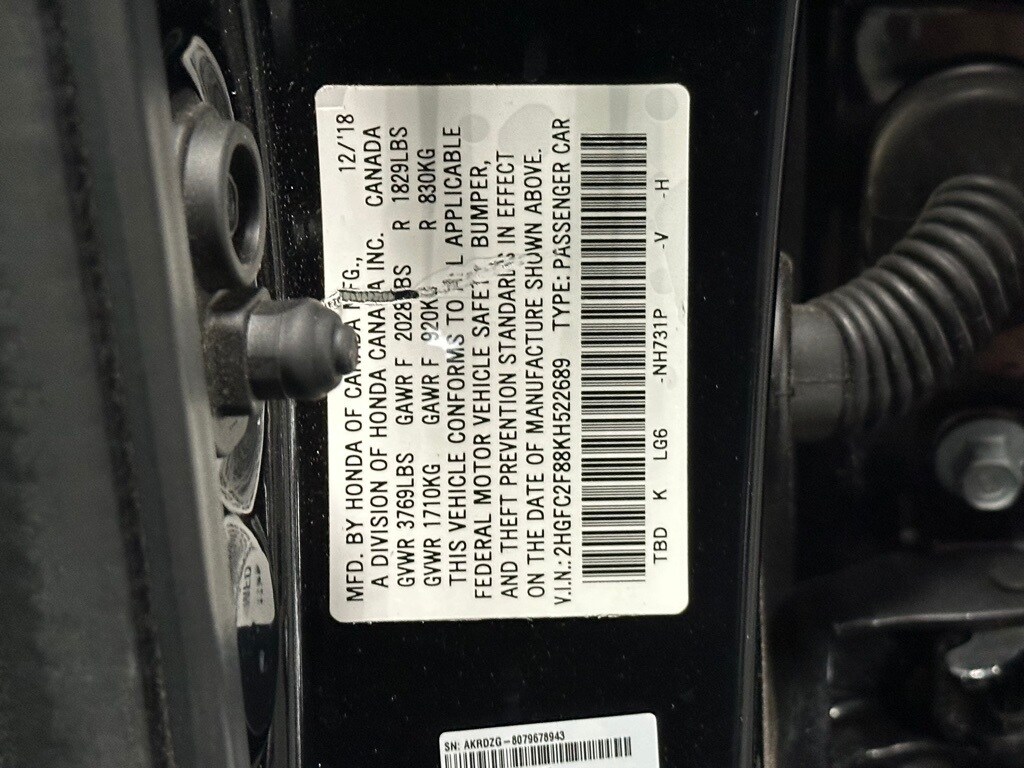 MFD. BY HONDA OF CANADA MFG., 12/'18
A DIVISION OF HONDA CANADA INC. CANADA
GVWR 3769LBS GAWR F 2028LBS R 1829LBS
GVWR 1710KG GAWR F 920KG R 830KG
THIS VEHICLE CONFORMS TO L APPLICABLE
FEDERAL MOTOR VEHICLE SAFETY BUMPER,
AND THEFT PREVENTION STANDARDS IN EFFECT
ON THE DATE OF MANUFACTURE SHOWN ABOVE.
V.I.N.: 2HGFC2F88KH522689 TYPE: PASSENGER CAR
TBD K LG6 -NH731P -V -H
SN: AKRDZG-8079678943